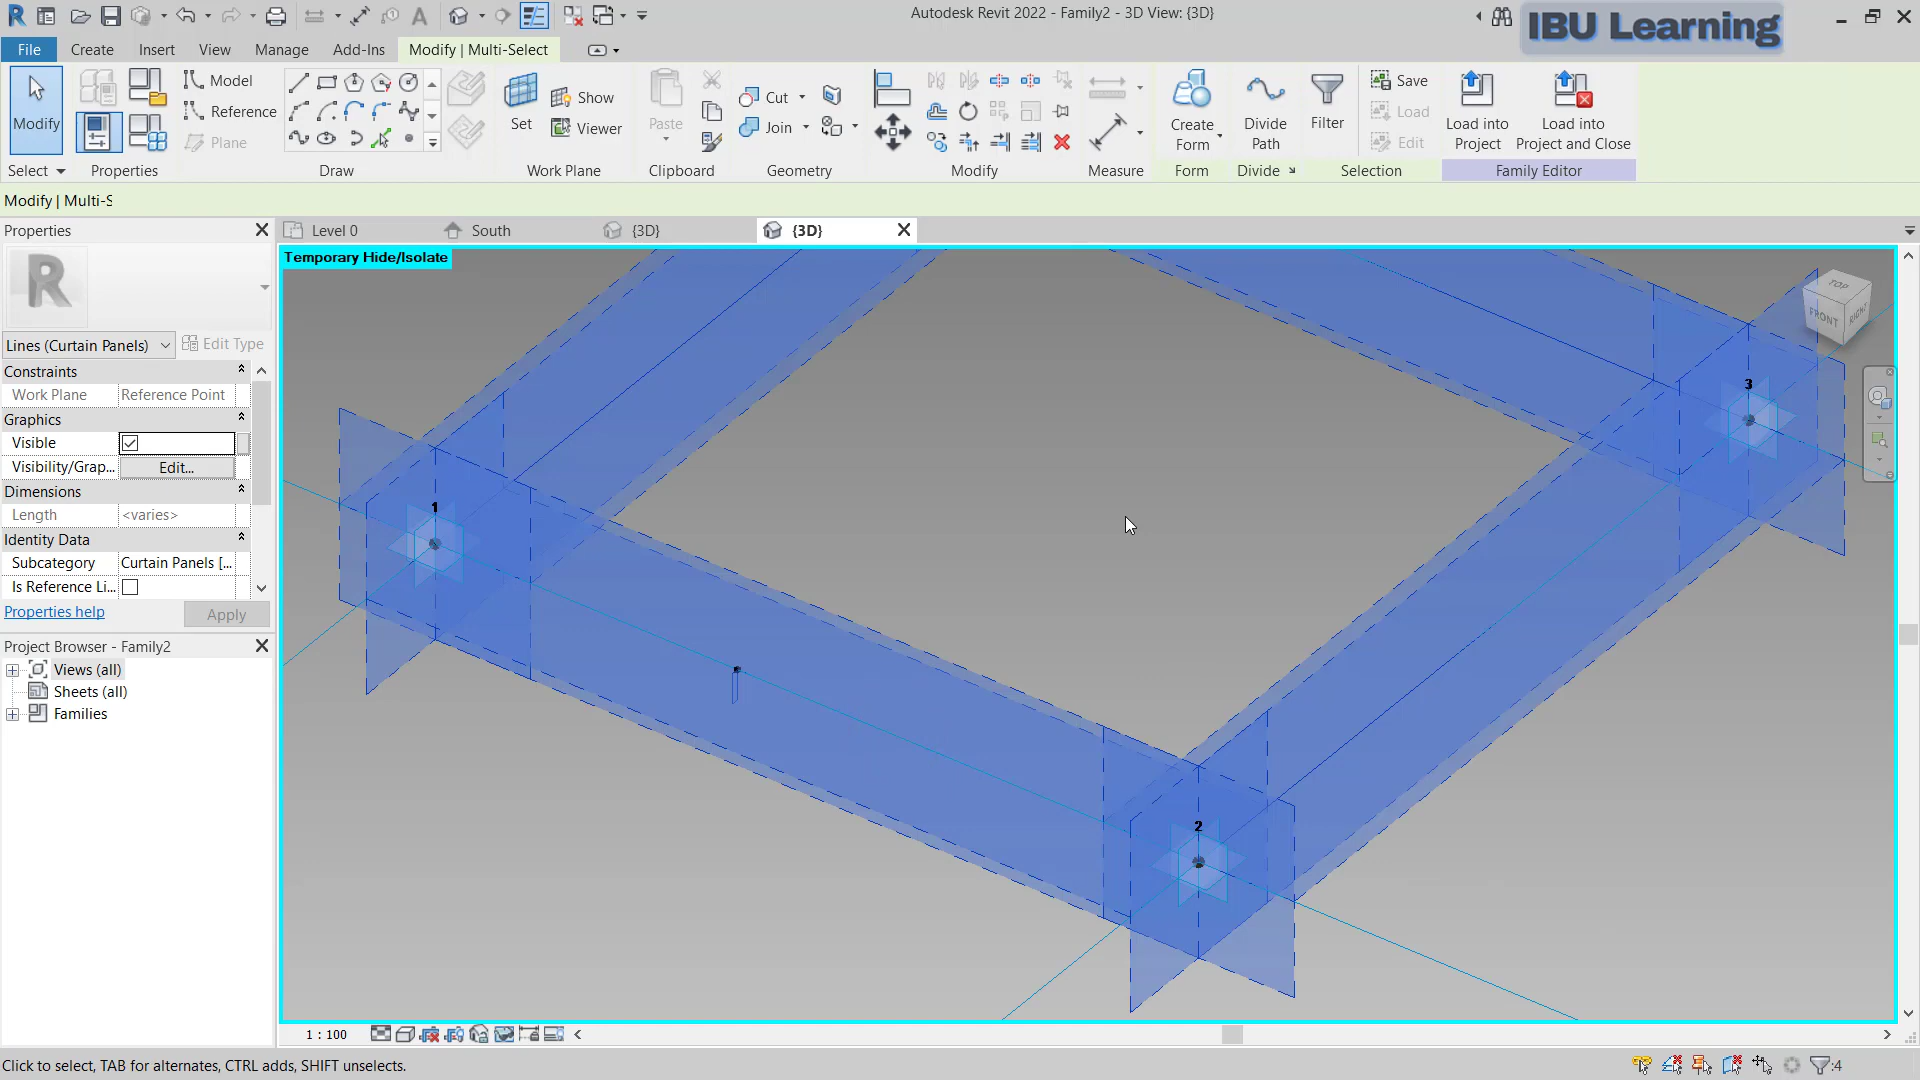 Autodesk Revit 2022 - Family2 - 3D View: {3D}
IBU Learning
File
Create
Insert
View
Manage
Add-Ins
Modify | Multi-Select
Modify
Select
Properties
Model
Reference
Plane
Draw
Set
Show
Viewer
Work Plane
Paste
Clipboard
Cut
Join
Geometry
Modify
Measure
Create
Form
Form
Divide
Path
Divide
Filter
Save
Load
Edit
Selection
Load into
Project
Load into
Project and Close
Family Editor
Modify | Multi-S
Properties
Level 0
South
{3D}
{3D}
Temporary Hide/Isolate
R
Lines (Curtain Panels)
Edit Type
Constraints
Work Plane
Reference Point
Graphics
Visible
Visibility/Grap...
Edit...
Dimensions
Length
<varies>
Identity Data
Subcategory
Curtain Panels [...
Is Reference Li...
Properties help
Apply
Project Browser - Family2
Views (all)
Sheets (all)
Families
TOP
FRONT
RIGHT
3
1
2
1 : 100
Click to select, TAB for alternates, CTRL adds, SHIFT unselects.
:4